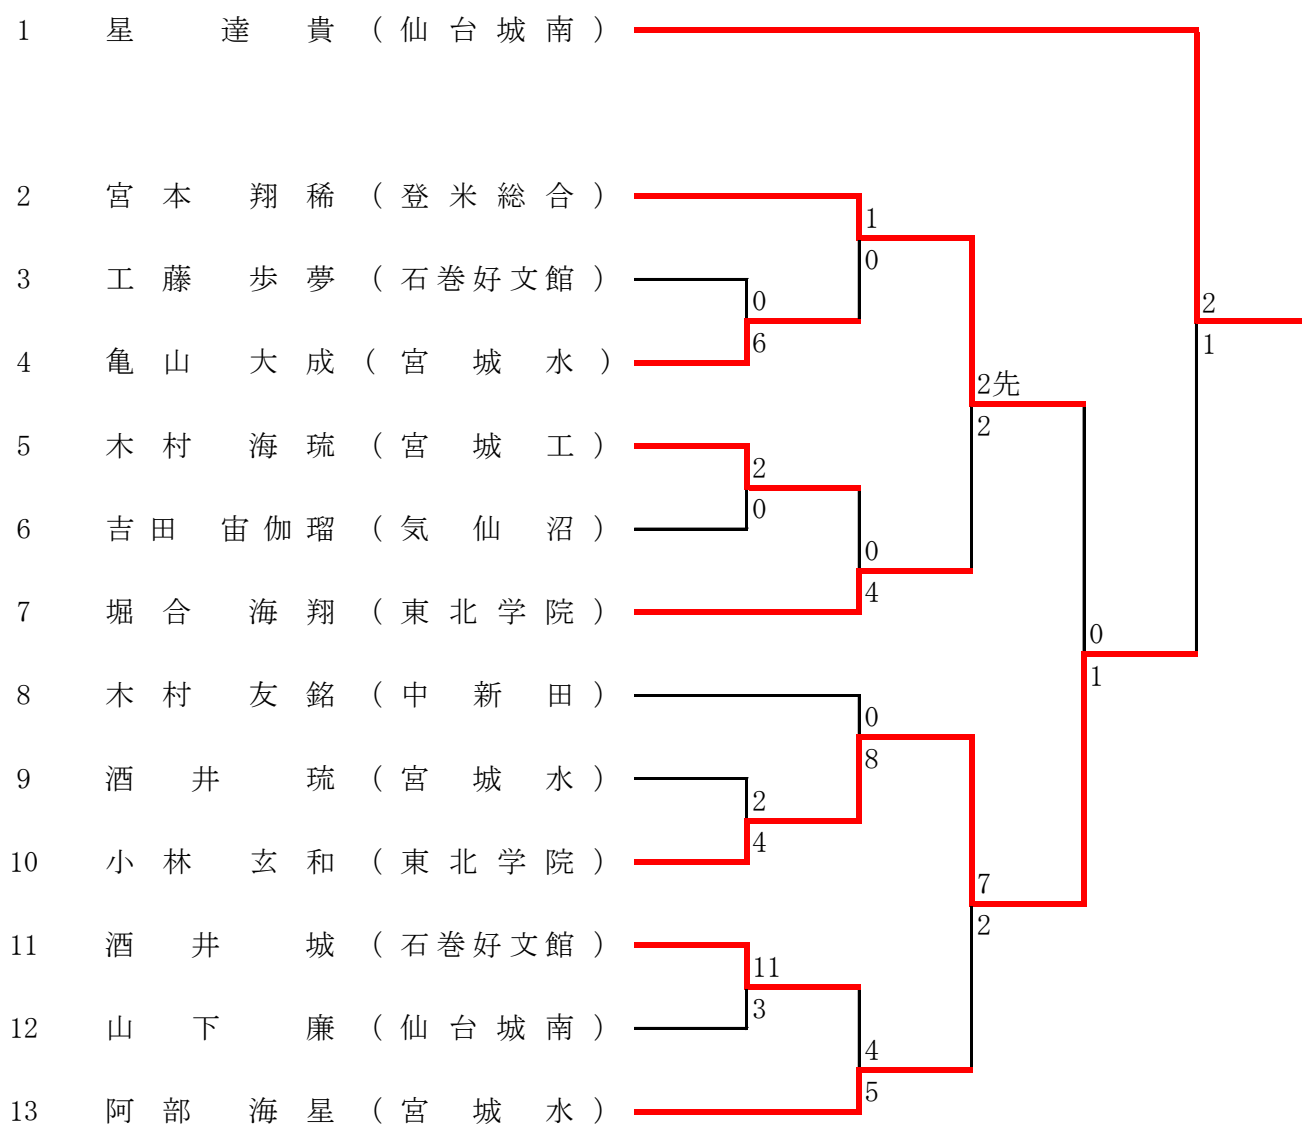 1 星 達 貴 (仙台城南)
2 宮本 翔稀 (登米総合)
1
0
3 工藤 歩夢 (石巻好文館)
0
2
6
1
4 亀山 大成 (宮城水)
2先
2
5 木村 海琉 (宮城工)
2
0
6 吉田 宙伽瑠 (気仙沼)
0
4
7 堀合 海翔 (東北学院)
0
1
8 木村 友銘 (中新田)
0
8
9 酒井 琉 (宮城水)
2
4
10 小林 玄和 (東北学院)
7
2
11 酒井 城 (石巻好文館)
11
3
12 山下 廉 (仙台城南)
4
5
13 阿部 海星 (宮城水)